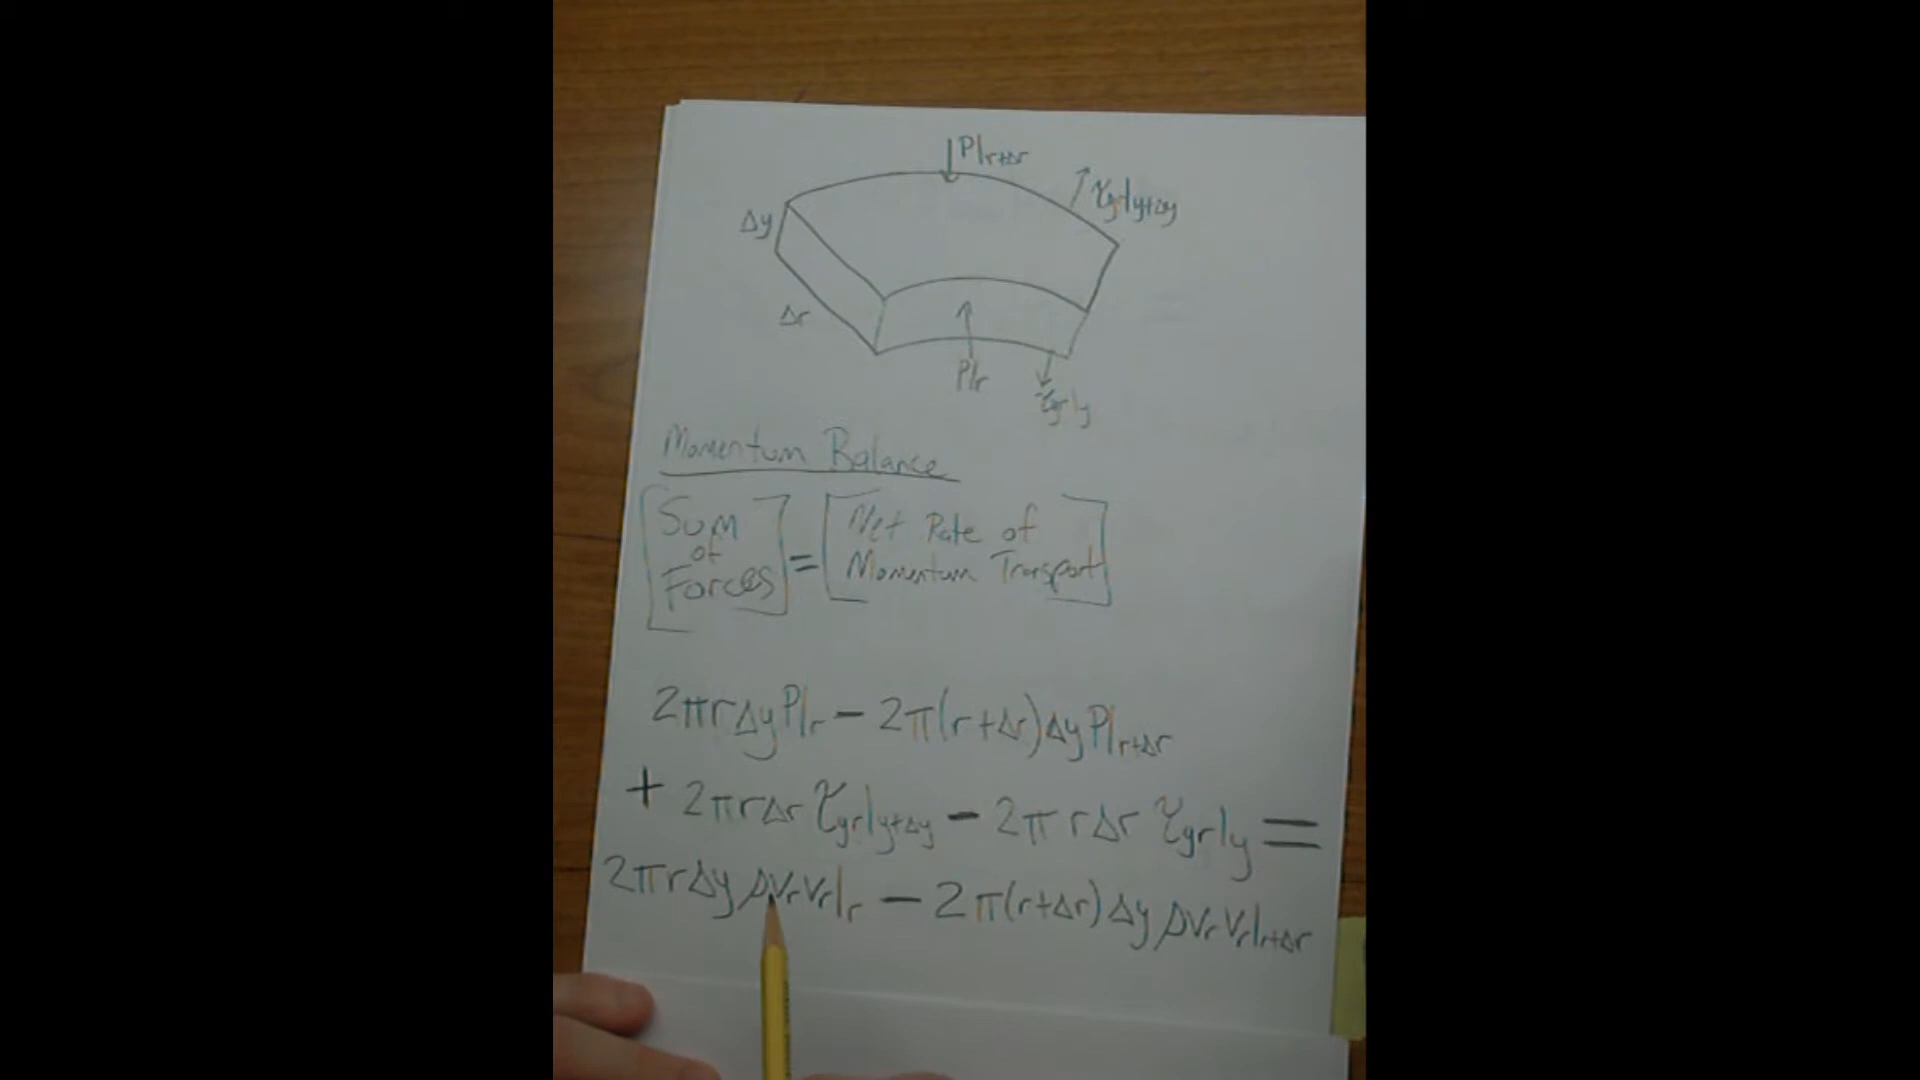 P|r+Δr
τyr|y+Δy
Δy
Δr
P|r
τyr|y
Momentum Balance
[Sum of Forces] = [Net Rate of Momentum Transport]
2πrΔyP|r − 2π(r+Δr)ΔyP|r+Δr
+ 2πrΔr τyr|y+Δy − 2πrΔr τyr|y =
2πrΔy ρVrVr|r − 2π(r+Δr)Δy ρVrVr|r+Δr